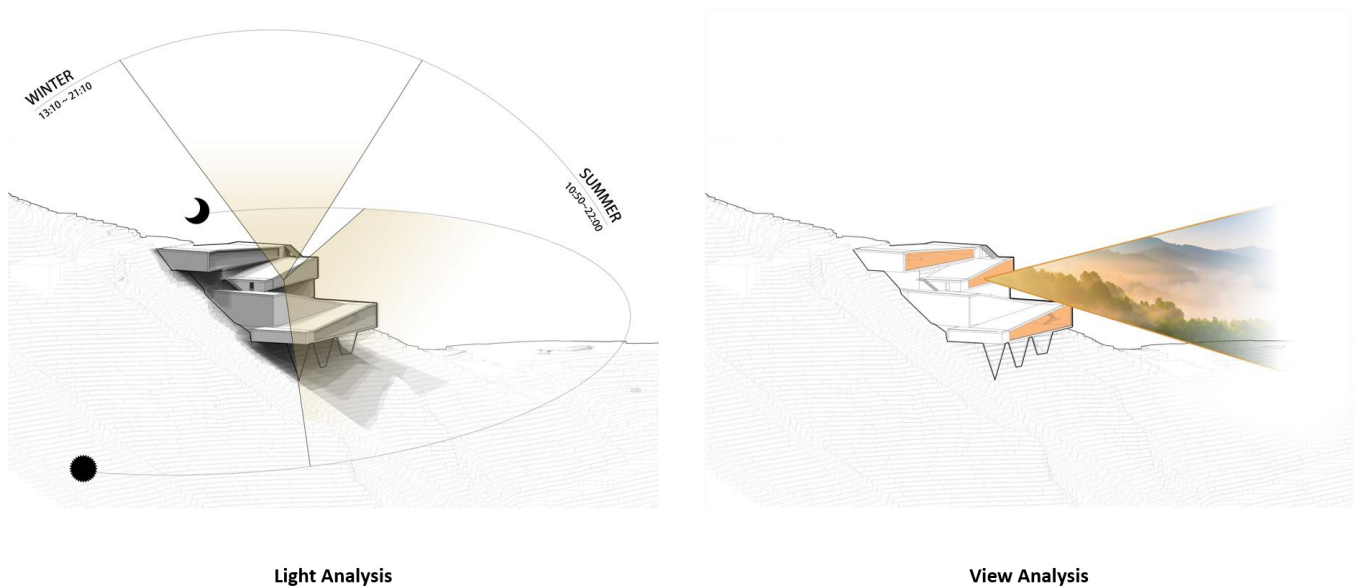 WINTER
13:10 ~ 21:10
SUMMER
10:50~22:00
Light Analysis
View Analysis